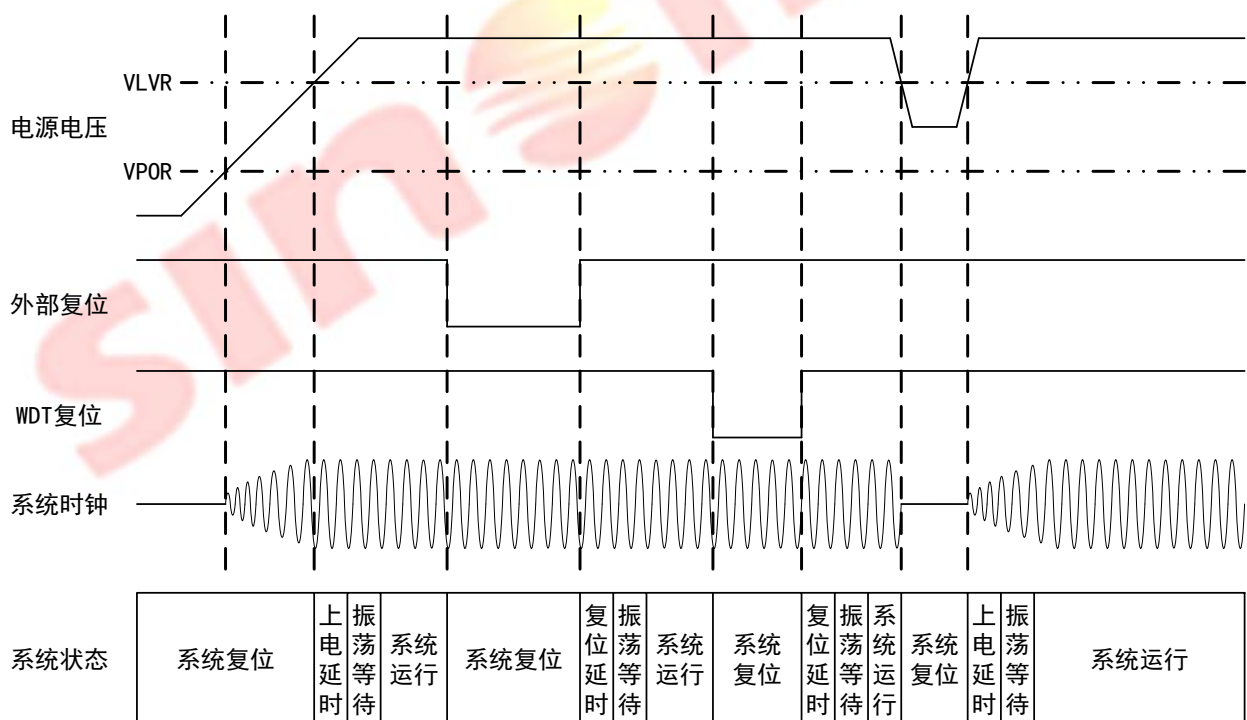 VLVR
电源电压
VPOR
外部复位
WDT复位
系统时钟
系统状态
系统复位
上电延时
振荡等待
系统
运行
系统复位
复位延时
振荡等待
系统
运行
系统
复位
复位延时
振荡等待
系统运行
系统
复位
上电延时
振荡等待
系统运行
sin